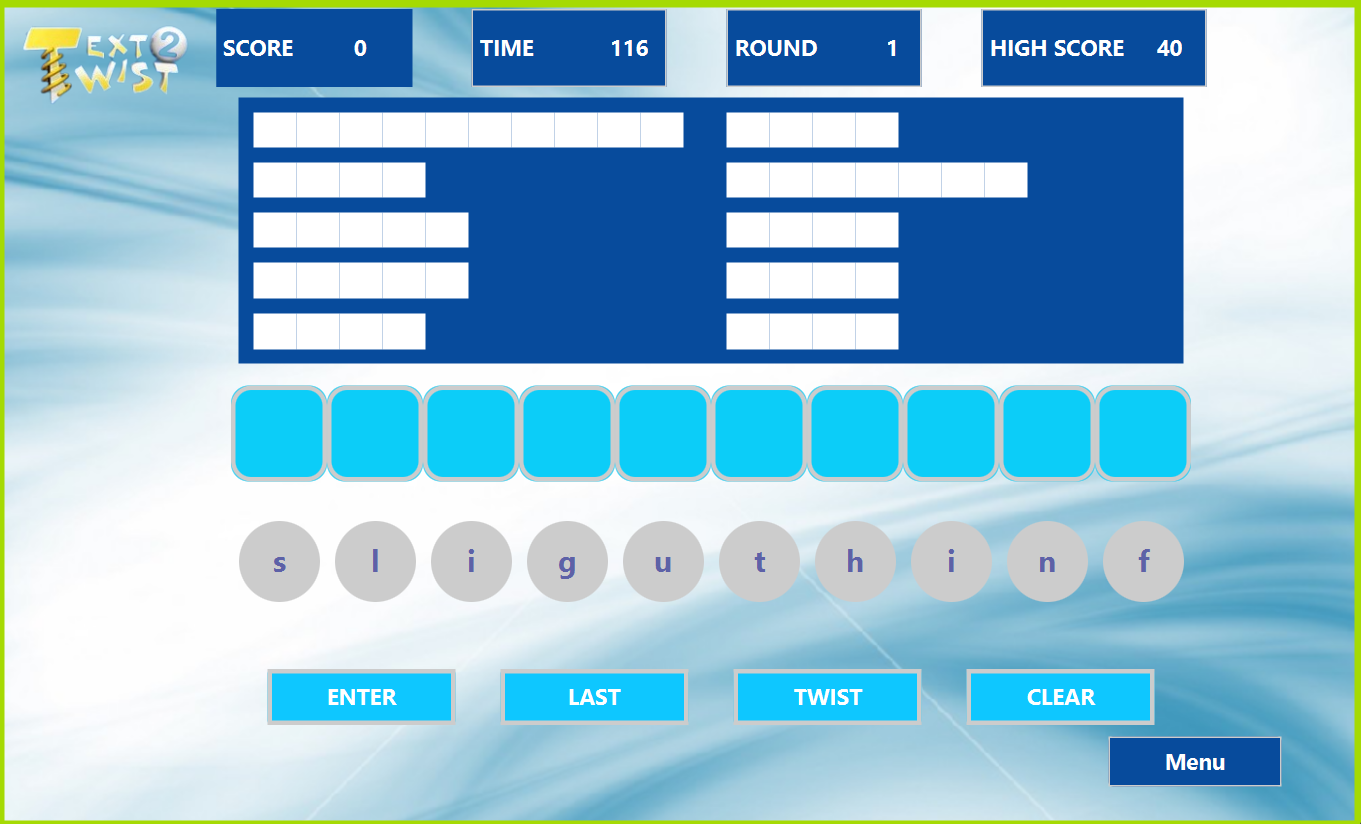 TEXT 2
TWIST
SCORE 0
TIME 116
ROUND 1
HIGH SCORE 40
s l i g u t h i n f
ENTER
LAST
TWIST
CLEAR
Menu